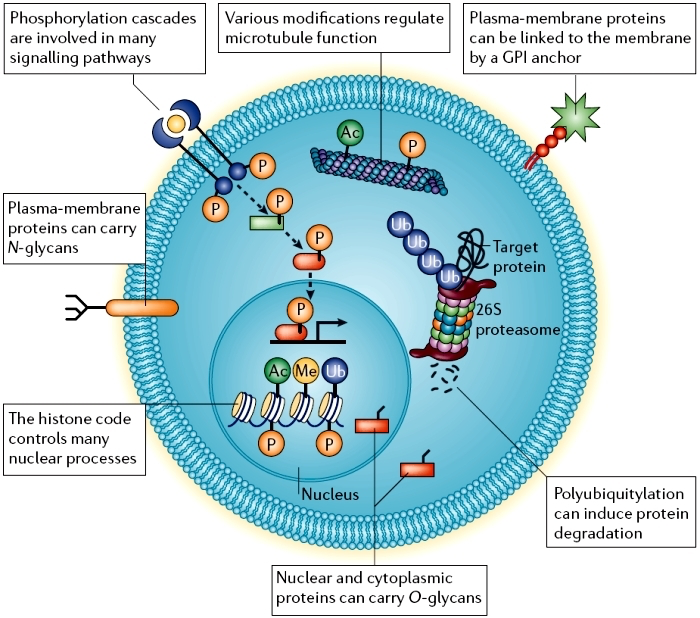 Phosphorylation cascades
are involved in many
signalling pathways
Various modifications regulate
microtubule function
Plasma-membrane proteins
can be linked to the membrane
by a GPI anchor
Ac
P
P
P
P
P
Plasma-membrane
proteins can carry
N-glycans
Ub
Ub
Ub
Ub
Target
protein
26S
proteasome
P
Ac
Me
Ub
P
P
The histone code
controls many
nuclear processes
Nucleus
Polyubiquitylation
can induce protein
degradation
Nuclear and cytoplasmic
proteins can carry O-glycans